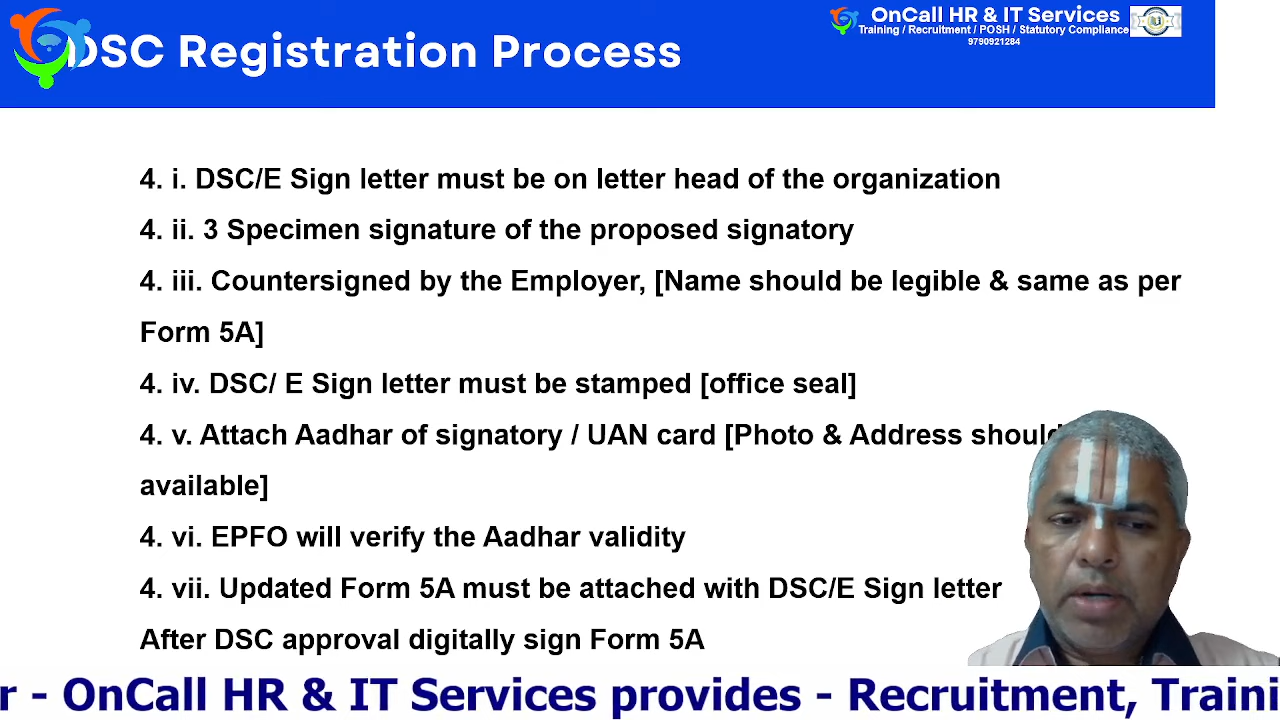 DSC Registration Process
OnCall HR & IT Services
Training / Recruitment / POSH / Statutory Compliance
9790921284
4. i. DSC/E Sign letter must be on letter head of the organization
4. ii. 3 Specimen signature of the proposed signatory
4. iii. Countersigned by the Employer, [Name should be legible & same as per
Form 5A]
4. iv. DSC/ E Sign letter must be stamped [office seal]
4. v. Attach Aadhar of signatory / UAN card [Photo & Address should
available]
4. vi. EPFO will verify the Aadhar validity
4. vii. Updated Form 5A must be attached with DSC/E Sign letter
After DSC approval digitally sign Form 5A
r - OnCall HR & IT Services provides - Recruitment, Traini